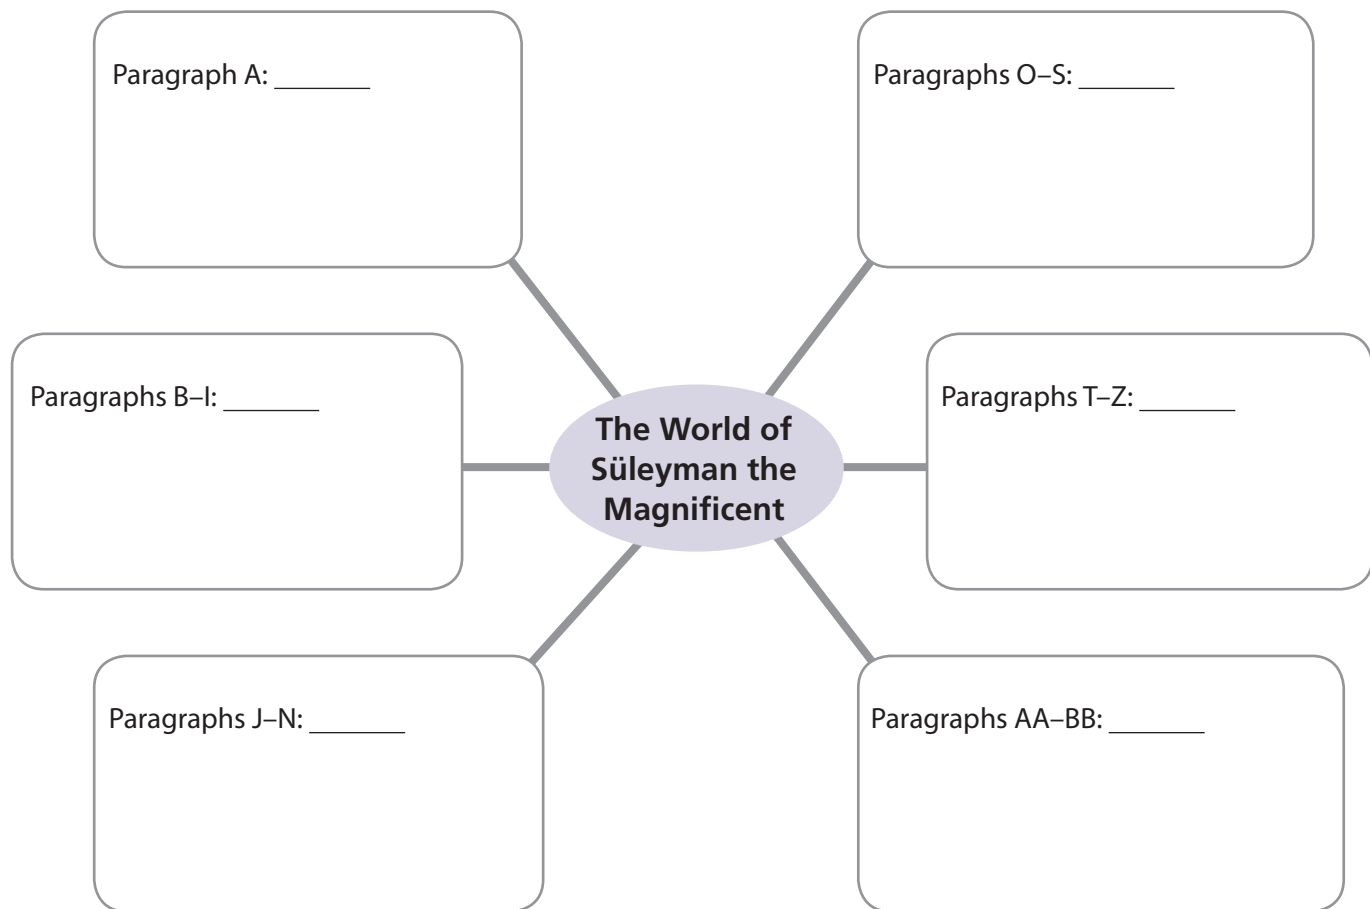 Paragraph A: _______
Paragraphs O–S: _______
Paragraphs B–I: _______
Paragraphs T–Z: _______
The World of
Süleyman the
Magnificent
Paragraphs J–N: _______
Paragraphs AA–BB: _______